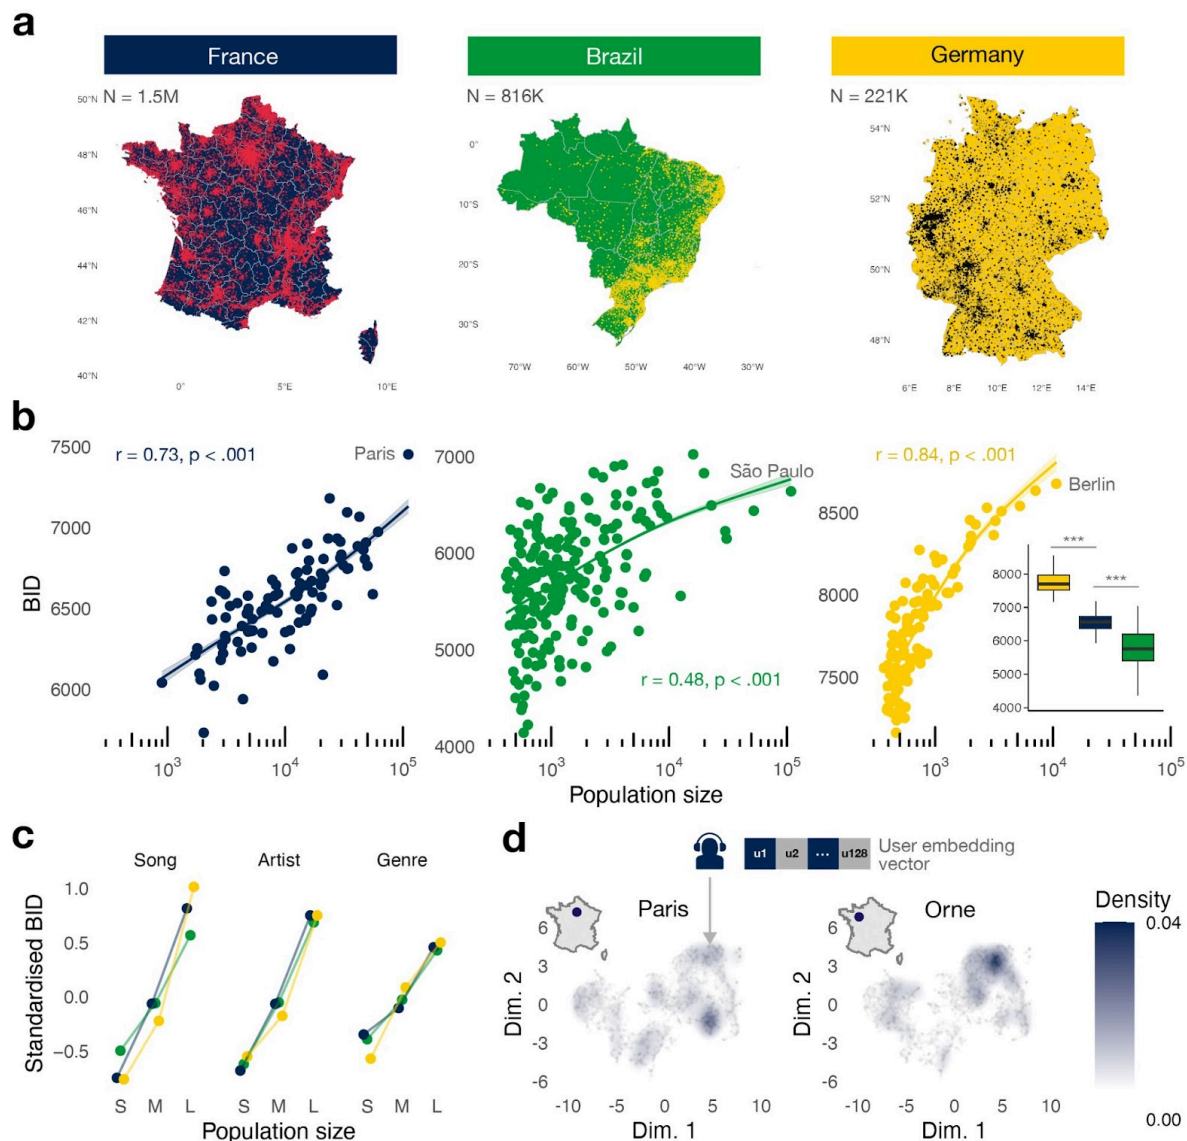 a
France
Brazil
Germany
N = 1.5M
N = 816K
N = 221K
50°N
48°N
46°N
44°N
42°N
40°N
0°
5°E
10°E
0°
10°S
20°S
30°S
70°W
60°W
50°W
40°W
30°W
54°N
52°N
50°N
48°N
6°E
8°E
10°E
12°E
14°E
b
BID
7500
7000
6500
6000
r = 0.73, p < .001
Paris
10³
10⁴
10⁵
7000
6000
5000
4000
São Paulo
r = 0.48, p < .001
10³
10⁴
10⁵
8500
8000
7500
r = 0.84, p < .001
Berlin
***
***
8000
7000
6000
5000
4000
10³
10⁴
10⁵
Population size
c
Song
Artist
Genre
Standardised BID
1.0
0.5
0.0
−0.5
S
M
L
S
M
L
S
M
L
Population size
d
u1
u2
...
u128
User embedding
vector
Paris
Dim. 2
6
3
0
-3
-6
-10
-5
0
5
10
Dim. 1
Orne
Dim. 2
6
3
0
-3
-6
-10
-5
0
5
10
Dim. 1
Density
0.04
0.00